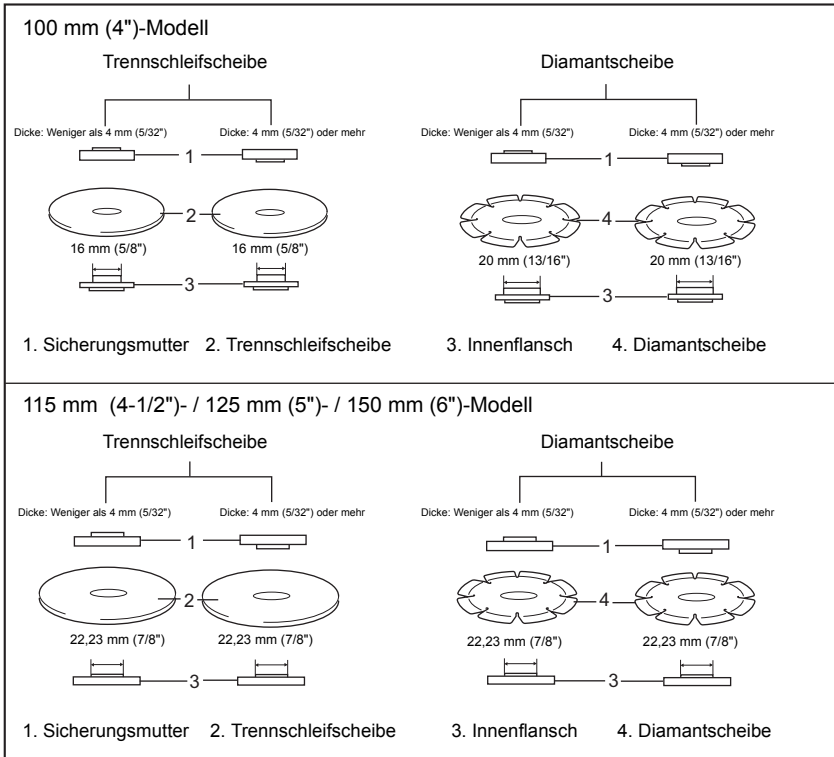 100 mm (4")-Modell
Trennschleifscheibe Diamantscheibe
Dicke: Weniger als 4 mm (5/32") Dicke: 4 mm (5/32") oder mehr Dicke: Weniger als 4 mm (5/32") Dicke: 4 mm (5/32") oder mehr
1 1
2 4
16 mm (5/8") 16 mm (5/8") 20 mm (13/16") 20 mm (13/16")
3 3
1. Sicherungsmutter 2. Trennschleifscheibe 3. Innenflansch 4. Diamantscheibe
115 mm (4-1/2")- / 125 mm (5")- / 150 mm (6")-Modell
Trennschleifscheibe Diamantscheibe
Dicke: Weniger als 4 mm (5/32") Dicke: 4 mm (5/32") oder mehr Dicke: Weniger als 4 mm (5/32") Dicke: 4 mm (5/32") oder mehr
1 1
2 4
22,23 mm (7/8") 22,23 mm (7/8") 22,23 mm (7/8") 22,23 mm (7/8")
3 3
1. Sicherungsmutter 2. Trennschleifscheibe 3. Innenflansch 4. Diamantscheibe